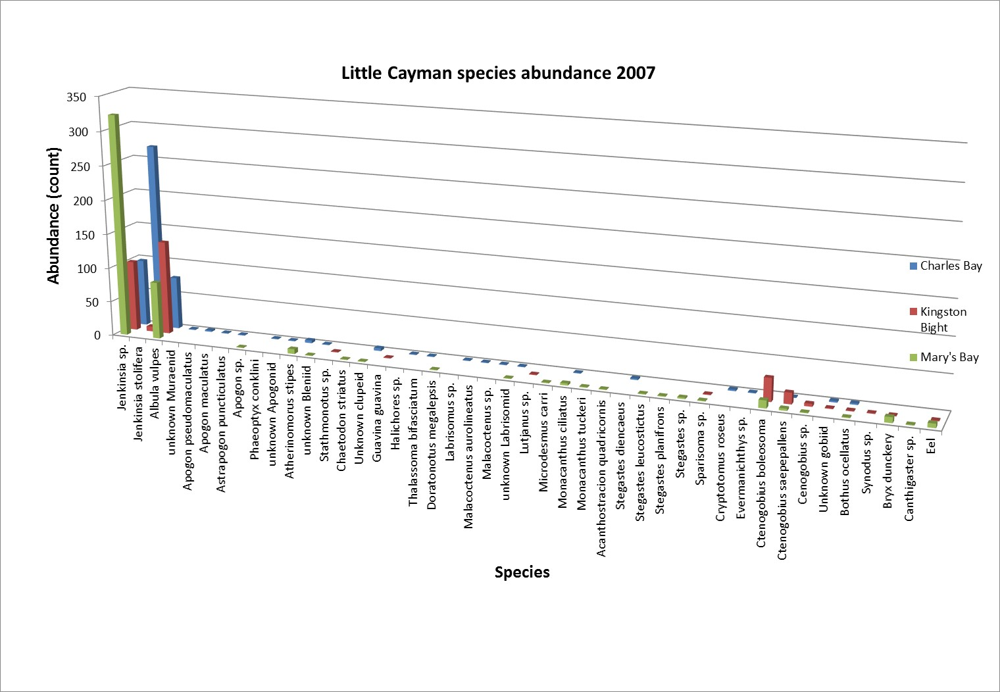 Little Cayman species abundance 2007
350
300
250
200
150
100
50
0
Abundance (count)
Charles Bay
Kingston
Bight
Mary's Bay
Jenkinsia sp.
Jenkinsia stolifera
Albula vulpes
unknown Muraenid
Apogon pseudomaculatus
Apogon maculatus
Astrapogon puncticulatus
Apogon sp.
Phaeoptyx conklini
unknown Apogonid
Atherinomorus stipes
unknown Bleniid
Stathmonotus sp.
Chaetodon striatus
Unknown clupeid
Guavina guavina
Halichores sp.
Thalassoma bifasciatum
Doratonotus megalepsis
Labrisomus sp.
Malacoctenus aurolineatus
Malacoctenus sp.
unknown Labrisomid
Lutjanus sp.
Microdesmus carri
Monacanthus ciliatus
Monacanthus tuckeri
Acanthostracion quadricornis
Stegastes diencaeus
Stegastes leucostictus
Stegastes planifrons
Stegastes sp.
Sparisoma sp.
Cryptotomus roseus
Evermanichthys sp.
Ctenogobius boleosoma
Ctenogobius saepepallens
Cenogobius sp.
Unknown gobiid
Bothus ocellatus
Synodus sp.
Bryx dunckery
Canthigaster sp.
Eel
Species